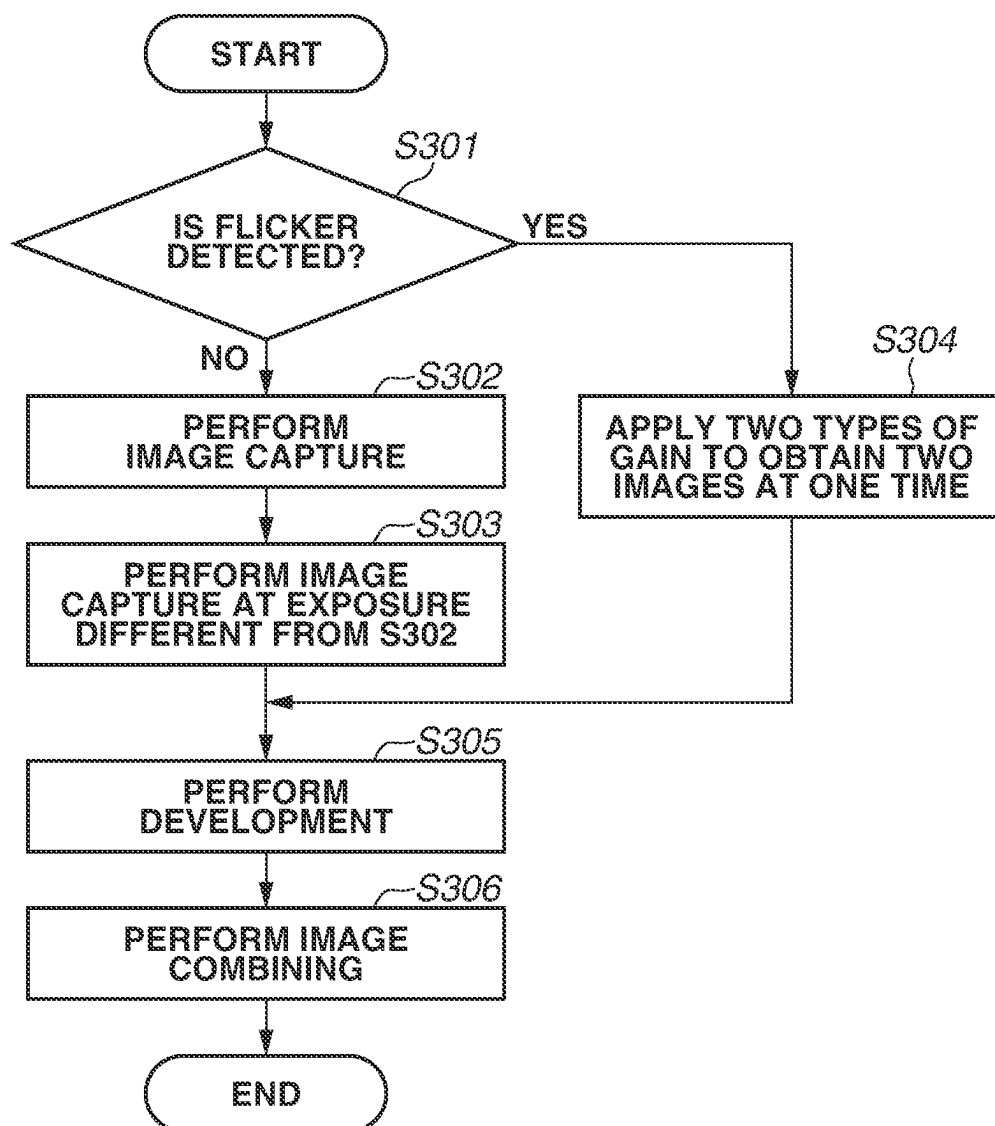 START
S301
IS FLICKER
DETECTED?
YES
NO
S302
PERFORM
IMAGE CAPTURE
S304
APPLY TWO TYPES OF
GAIN TO OBTAIN TWO
IMAGES AT ONE TIME
S303
PERFORM IMAGE
CAPTURE AT EXPOSURE
DIFFERENT FROM S302
S305
PERFORM
DEVELOPMENT
S306
PERFORM IMAGE
COMBINING
END